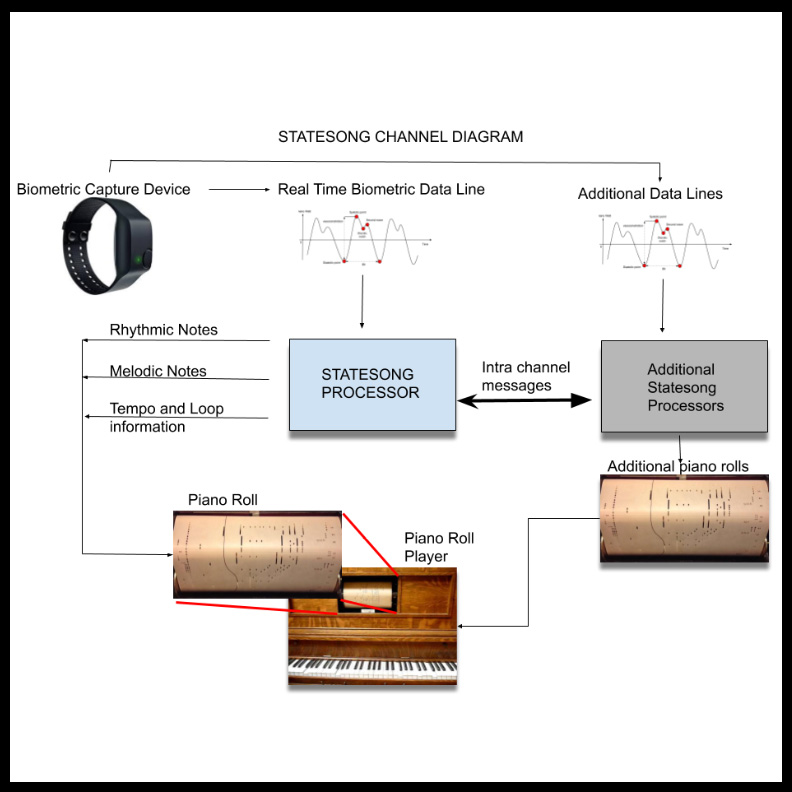 STATESONG CHANNEL DIAGRAM
Biometric Capture Device
Real Time Biometric Data Line
Additional Data Lines
Time
Time
Rhythmic Notes
Melodic Notes
Tempo and Loop
information
STATESONG
PROCESSOR
Intra channel
messages
Additional
Statesong
Processors
Additional piano rolls
Piano Roll
Piano Roll
Player